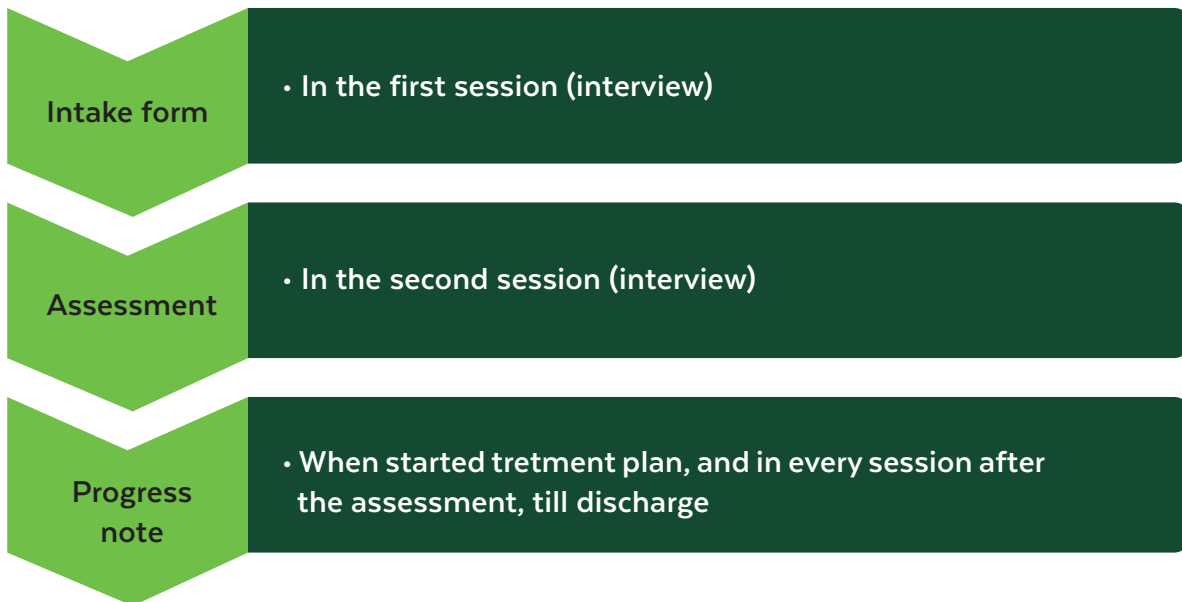 Intake form
• In the first session (interview)
Assessment
• In the second session (interview)
Progress
note
• When started tretment plan, and in every session after
the assessment, till discharge